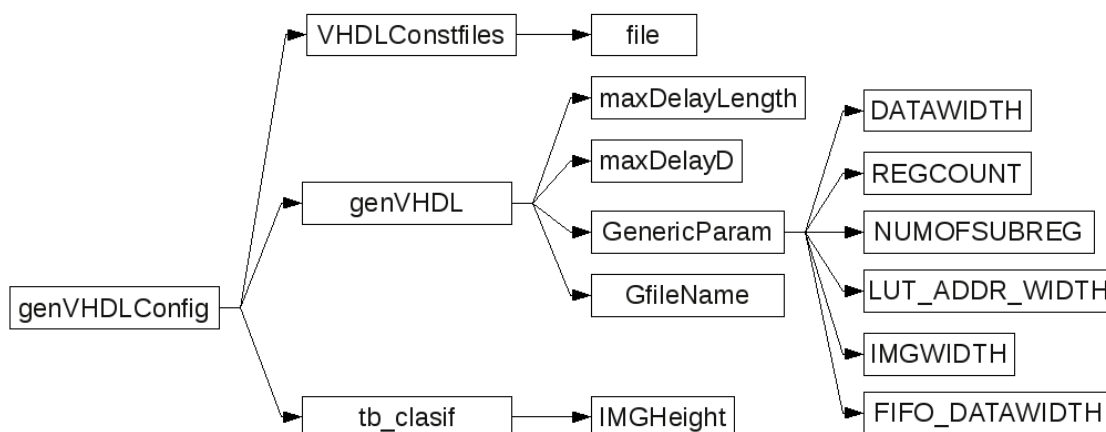 VHDLConstfiles
file
maxDelayLength
DATAWIDTH
maxDelayD
REGCOUNT
genVHDL
GenericParam
NUMOFSUBREG
GfileName
LUT_ADDR_WIDTH
genVHDLConfig
IMGWIDTH
tb_clasif
IMGHeight
FIFO_DATAWIDTH